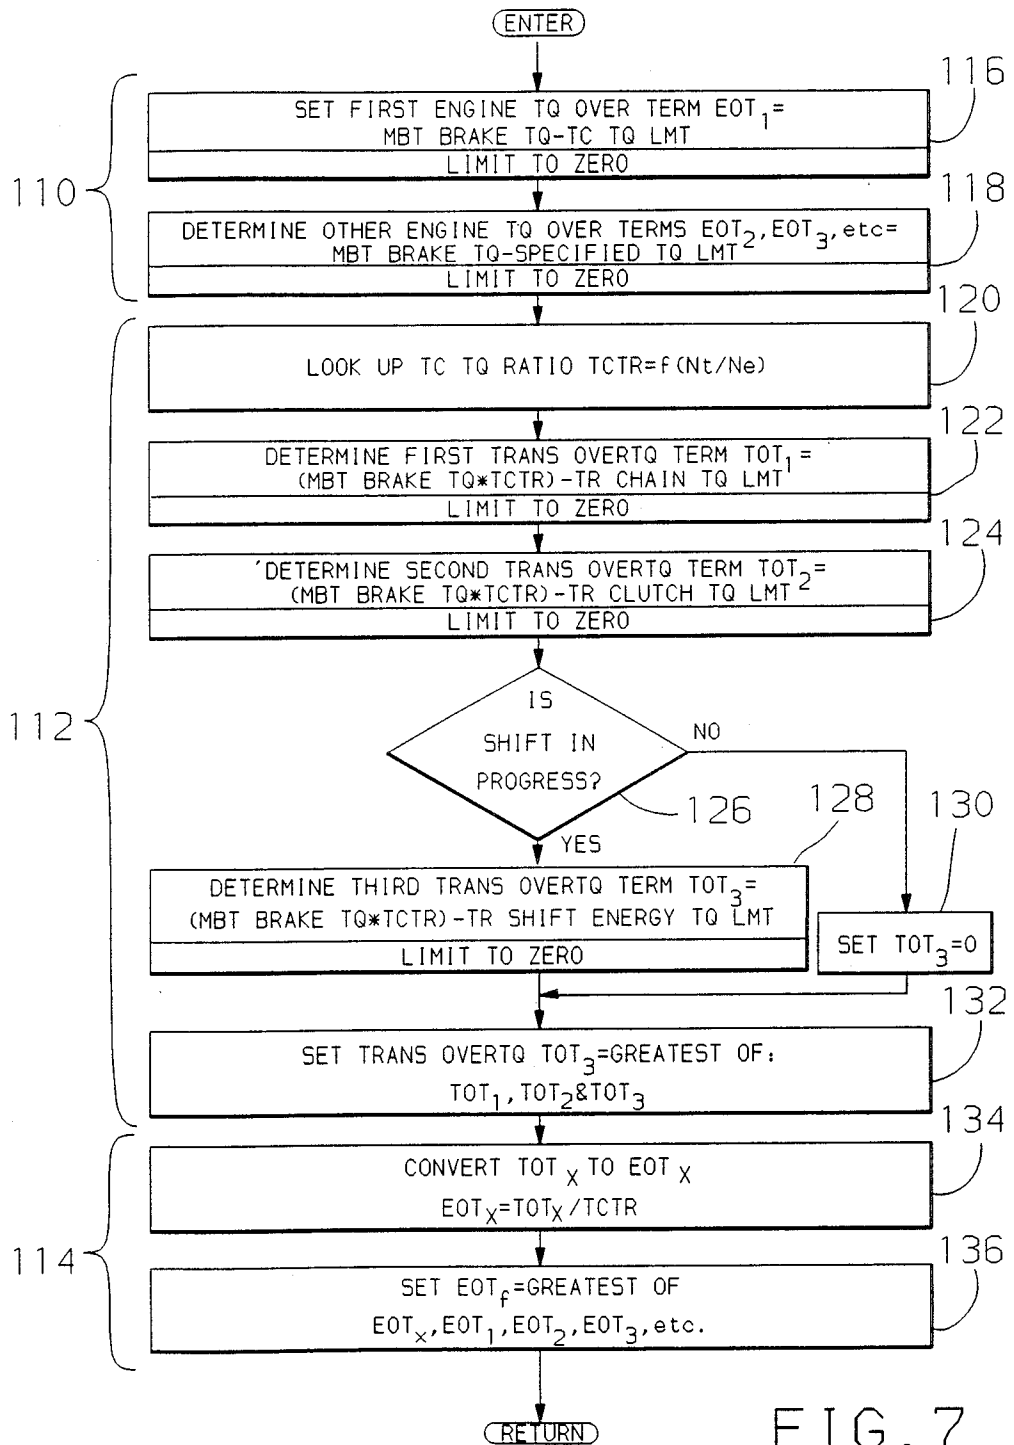 ENTER
116
SET FIRST ENGINE TQ OVER TERM EOT1=
MBT BRAKE TQ-TC TQ LMT
LIMIT TO ZERO
110
118
DETERMINE OTHER ENGINE TQ OVER TERMS EOT2,EOT3,etc=
MBT BRAKE TQ-SPECIFIED TQ LMT
LIMIT TO ZERO
120
LOOK UP TC TQ RATIO TCTR=f(Nt/Ne)
122
DETERMINE FIRST TRANS OVERTQ TERM TOT1=
(MBT BRAKE TQ*TCTR)-TR CHAIN TQ LMT
LIMIT TO ZERO
124
DETERMINE SECOND TRANS OVERTQ TERM TOT2=
(MBT BRAKE TQ*TCTR)-TR CLUTCH TQ LMT
LIMIT TO ZERO
112
IS
SHIFT IN
PROGRESS?
NO
126
YES
128
130
DETERMINE THIRD TRANS OVERTQ TERM TOT3=
(MBT BRAKE TQ*TCTR)-TR SHIFT ENERGY TQ LMT
LIMIT TO ZERO
SET TOT3=0
132
SET TRANS OVERTQ TOT3=GREATEST OF:
TOT1,TOT2&TOT3
134
CONVERT TOTX TO EOTX
EOTX=TOTX/TCTR
114
136
SET EOTf=GREATEST OF
EOTx,EOT1,EOT2,EOT3,etc.
RETURN
FIG. 7